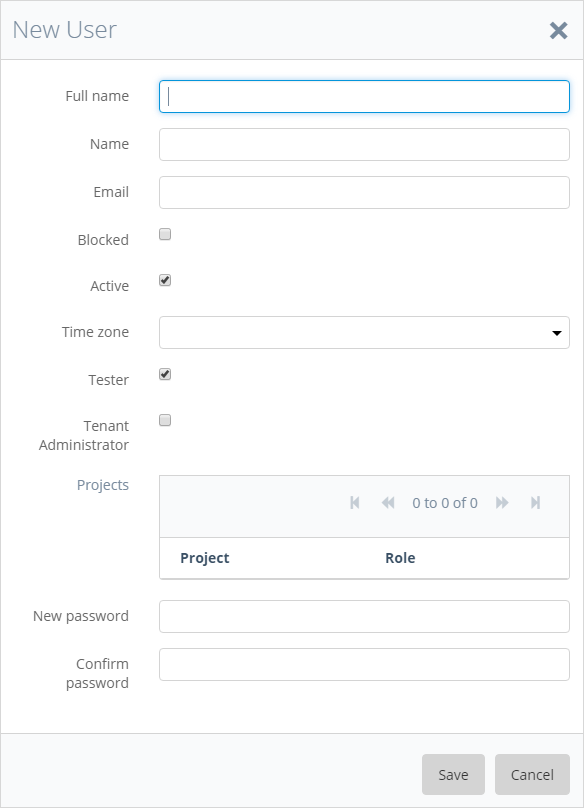 New User
Full name
Name
Email
Blocked
Active
Time zone
Tester
Tenant
Administrator
Projects
0 to 0 of 0
Project Role
New password
Confirm
password
Save Cancel